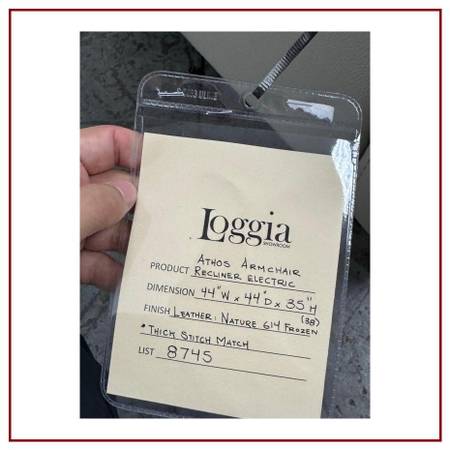 Loggia
SHOWROOM
ATHOS ARMCHAIR
PRODUCT RECLINER ELECTRIC
DIMENSION 44"W x 44"D x 35"H
(38)
FINISH LEATHER: NATURE 614 FROZEN
• THICK STITCH MATCH
LIST 8745